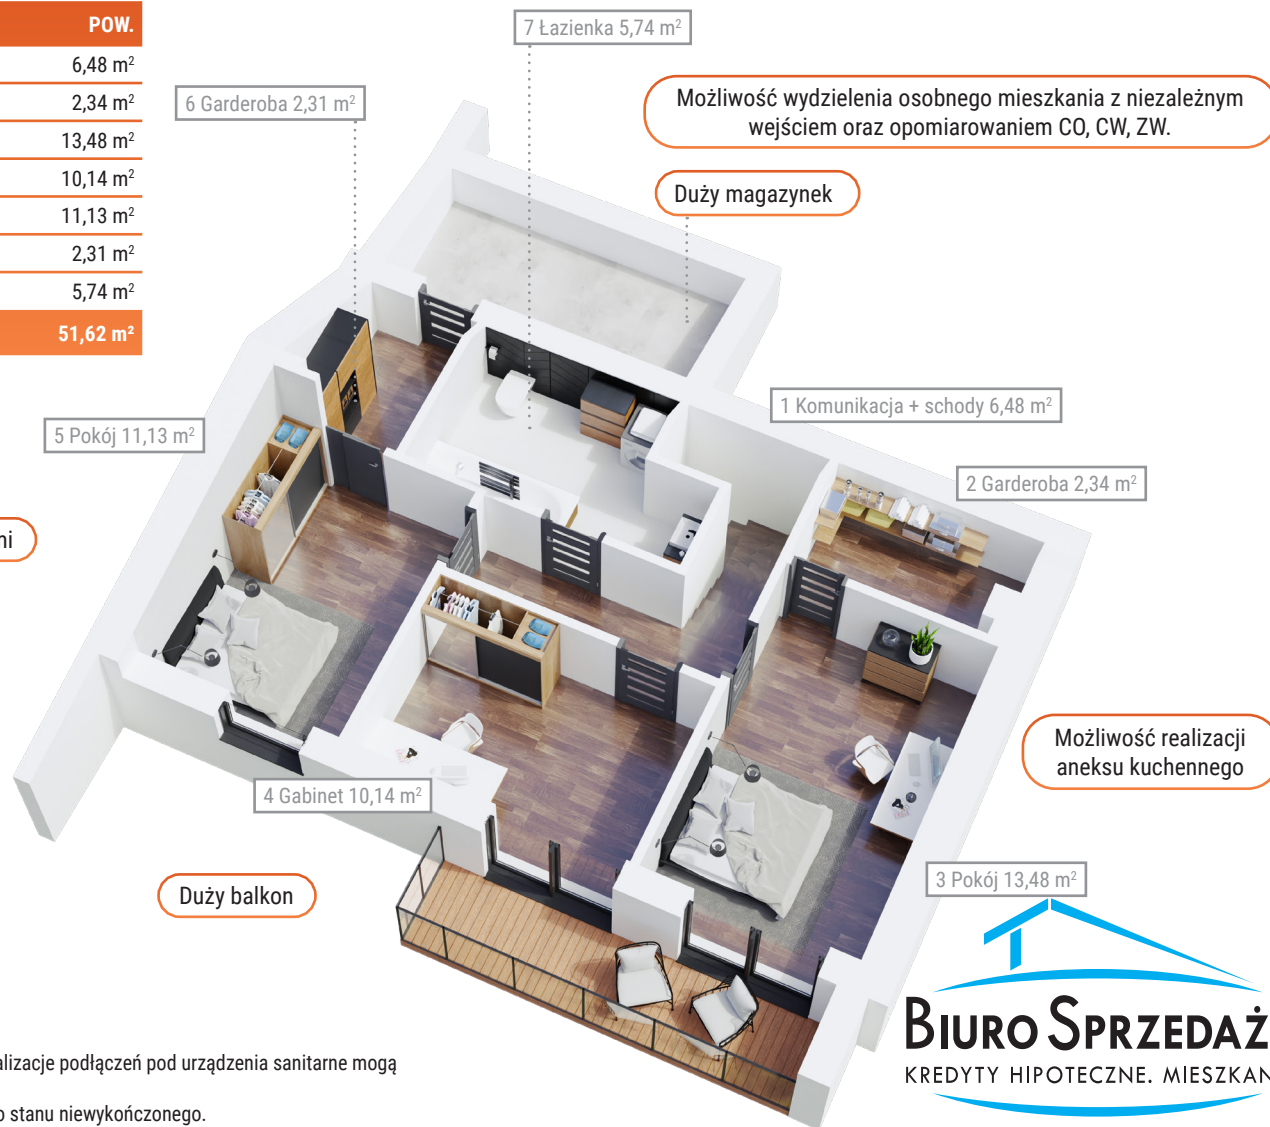 POW.
6,48 m²
2,34 m²
13,48 m²
10,14 m²
11,13 m²
2,31 m²
5,74 m²
51,62 m²
7 Łazienka 5,74 m²
6 Garderoba 2,31 m²
Możliwość wydzielenia osobnego mieszkania z niezależnym
wejściem oraz opomiarowaniem CO, CW, ZW.
Duży magazynek
1 Komunikacja + schody 6,48 m²
5 Pokój 11,13 m²
2 Garderoba 2,34 m²
ni
Możliwość realizacji
aneksu kuchennego
4 Gabinet 10,14 m²
Duży balkon
3 Pokój 13,48 m²
BIURO SPRZEDAŻ
KREDYTY HIPOTECZNE. MIESZKAN
alizacje podłączeń pod urządzenia sanitarne mogą
o stanu niewykończonego.